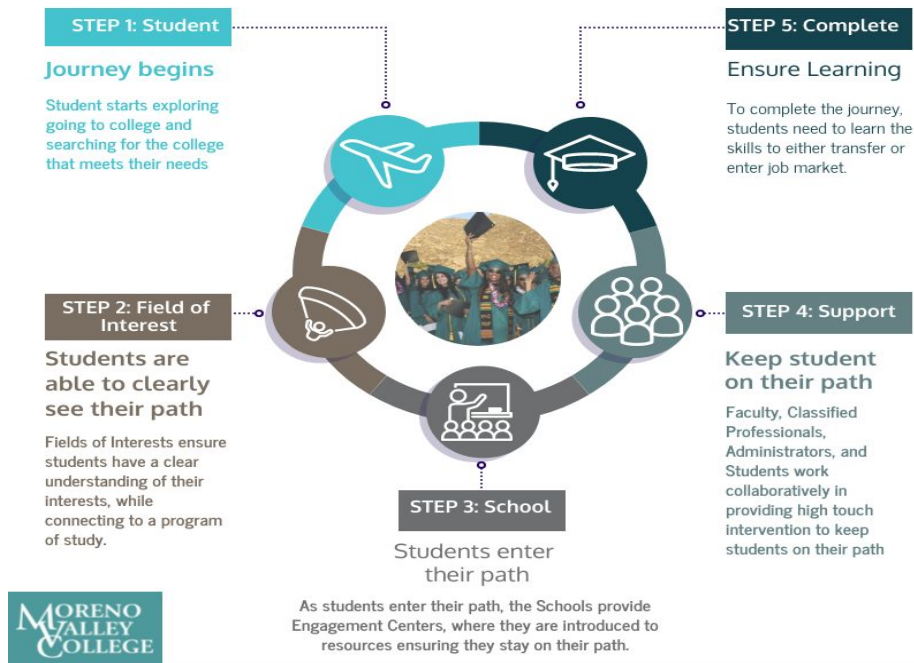 STEP 1: Student
Journey begins
Student starts exploring
going to college and
searching for the college
that meets their needs
STEP 2: Field of
Interest
Students are
able to clearly
see their path
Fields of Interests ensure
students have a clear
understanding of their
interests, while
connecting to a program
of study.
STEP 3: School
Students enter
their path
As students enter their path, the Schools provide
Engagement Centers, where they are introduced to
resources ensuring they stay on their path.
STEP 4: Support
Keep student
on their path
Faculty, Classified
Professionals,
Administrators, and
Students work
collaboratively in
providing high touch
intervention to keep
students on their path
STEP 5: Complete
Ensure Learning
To complete the journey,
students need to learn the
skills to either transfer or
enter job market.
MORENO
VALLEY
COLLEGE